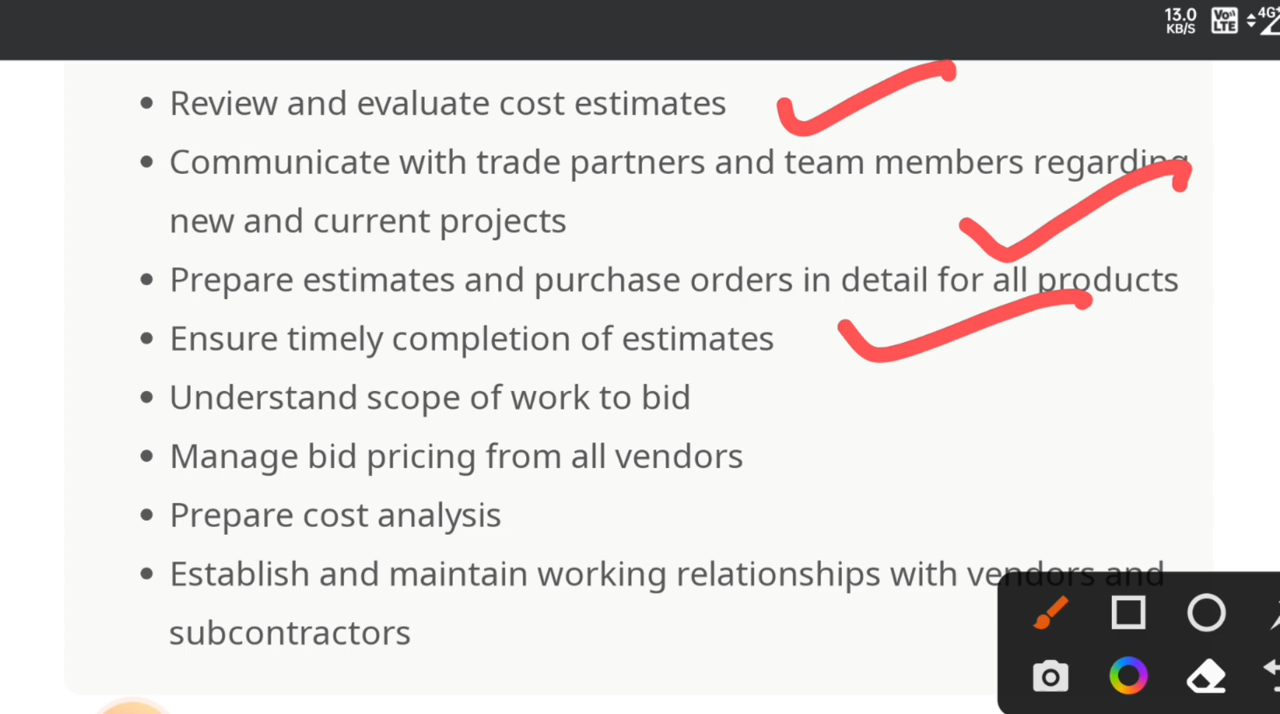 13.0
KB/S
Vo
LTE
4G+
• Review and evaluate cost estimates
• Communicate with trade partners and team members regarding
new and current projects
• Prepare estimates and purchase orders in detail for all products
• Ensure timely completion of estimates
• Understand scope of work to bid
• Manage bid pricing from all vendors
• Prepare cost analysis
• Establish and maintain working relationships with vendors and
subcontractors